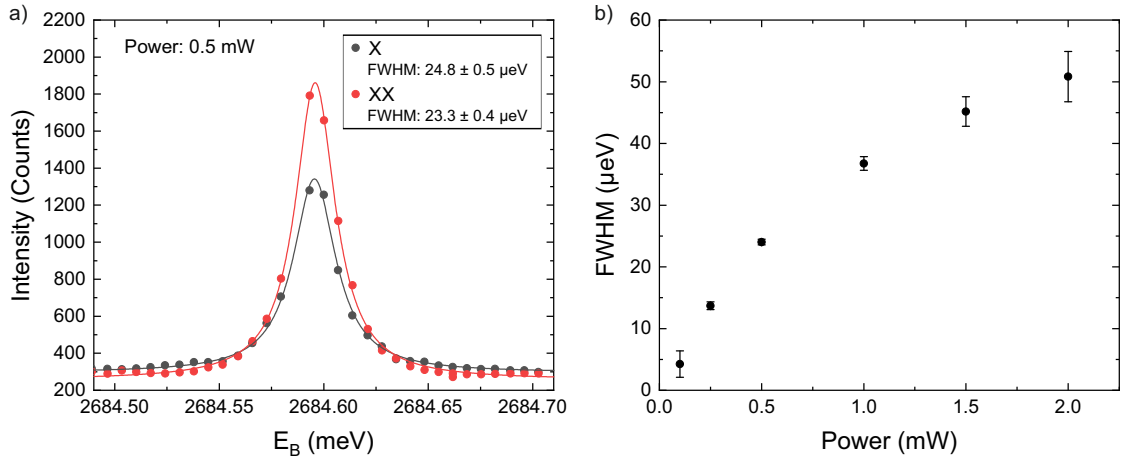 a)
Power: 0.5 mW
X
FWHM: 24.8 ± 0.5 µeV
XX
FWHM: 23.3 ± 0.4 µeV
2200
2000
1800
1600
1400
1200
1000
800
600
400
200
Intensity (Counts)
2684.50
2684.55
2684.60
2684.65
2684.70
E_B (meV)
b)
60
50
40
30
20
10
0
FWHM (µeV)
0.0
0.5
1.0
1.5
2.0
Power (mW)